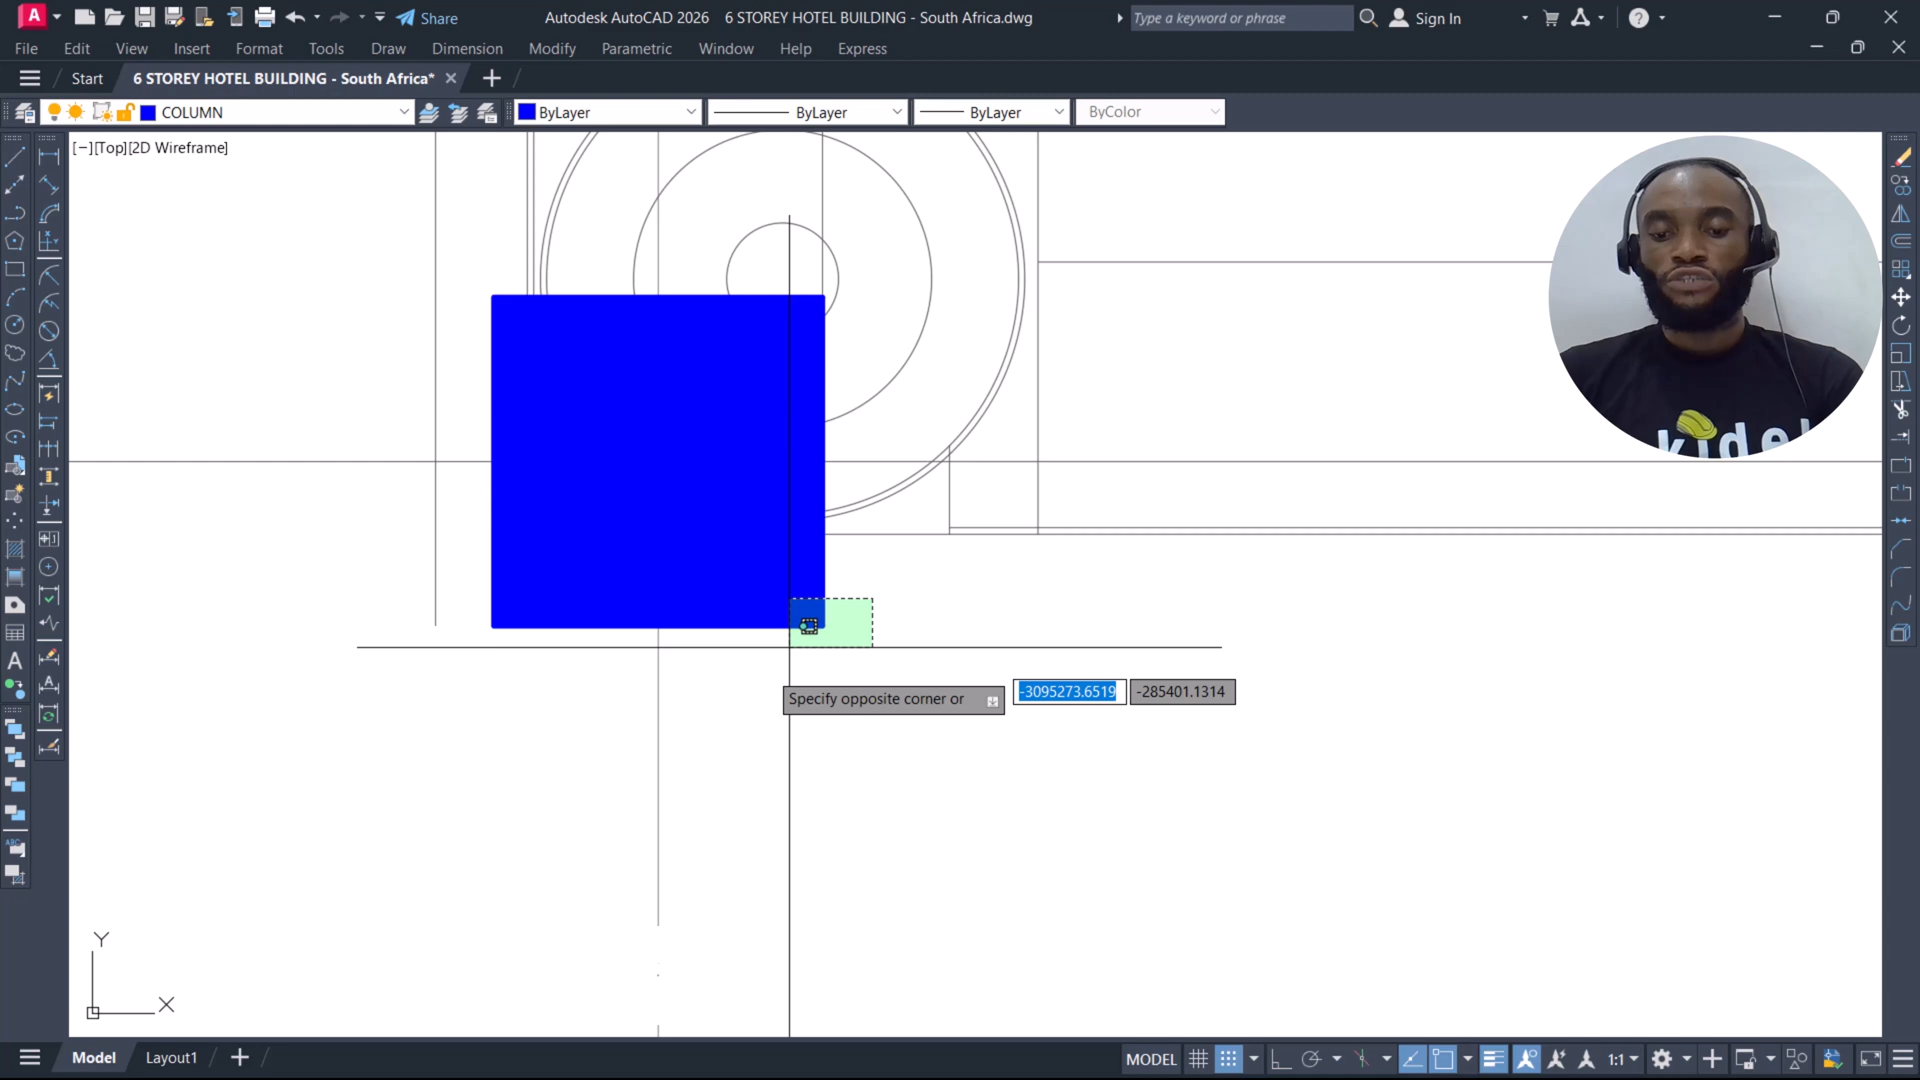 A
Share
Autodesk AutoCAD 2026 6 STOREY HOTEL BUILDING - South Africa.dwg
Type a keyword or phrase
Sign In
File Edit View Insert Format Tools Draw Dimension Modify Parametric Window Help Express
Start 6 STOREY HOTEL BUILDING - South Africa*
COLUMN ByLayer ByLayer ByLayer ByColor
[−][Top][2D Wireframe]
kidel
Specify opposite corner or -3095273.6519 -285401.1314
Y
X
Model Layout1
MODEL 1:1